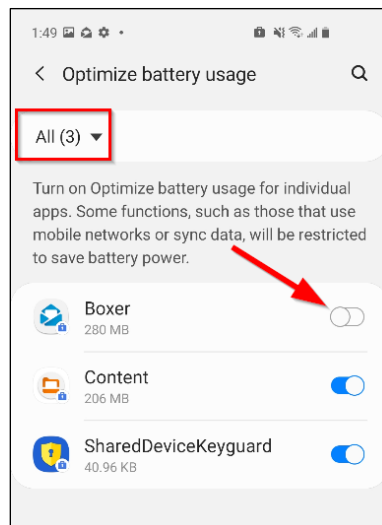 1:49
Optimize battery usage
All (3)
Turn on Optimize battery usage for individual
apps. Some functions, such as those that use
mobile networks or sync data, will be restricted
to save battery power.
Boxer
280 MB
Content
206 MB
SharedDeviceKeyguard
40.96 KB